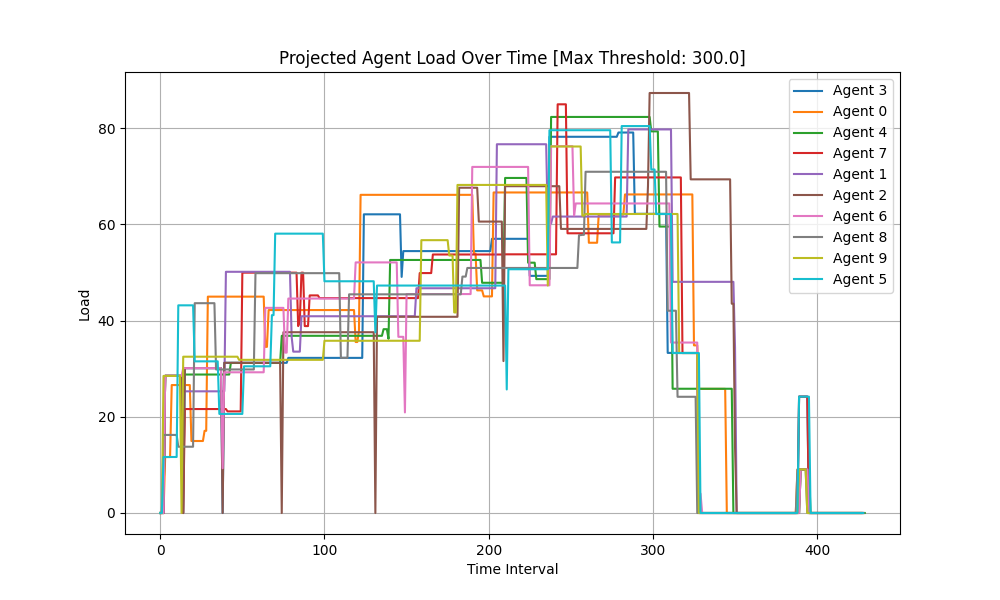 Projected Agent Load Over Time [Max Threshold: 300.0]
Load
80
60
40
20
0
0 100 200 300 400
Time Interval
Agent 3
Agent 0
Agent 4
Agent 7
Agent 1
Agent 2
Agent 6
Agent 8
Agent 9
Agent 5